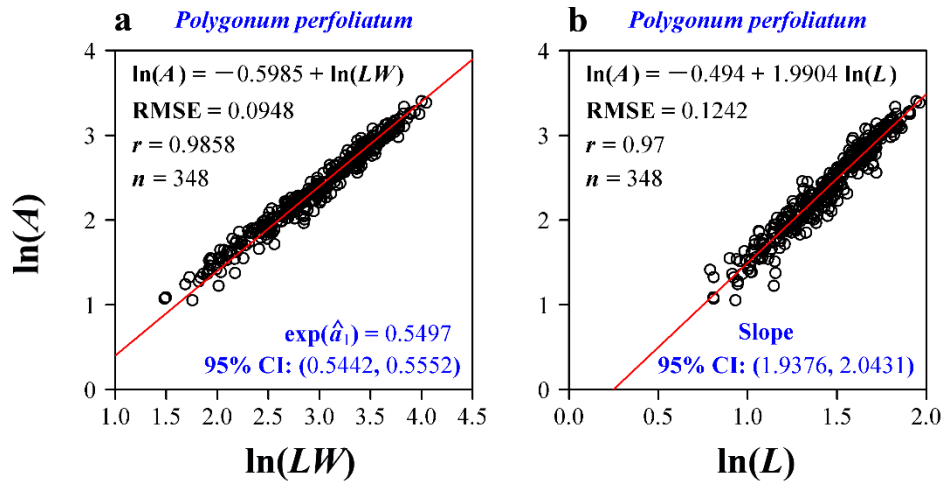 a Polygonum perfoliatum
ln(A) = −0.5985 + ln(LW)
RMSE = 0.0948
r = 0.9858
n = 348
exp(â₁) = 0.5497
95% CI: (0.5442, 0.5552)
4
3
2
1
0
1.0 1.5 2.0 2.5 3.0 3.5 4.0 4.5
ln(A)
ln(LW)
b Polygonum perfoliatum
ln(A) = −0.494 + 1.9904 ln(L)
RMSE = 0.1242
r = 0.97
n = 348
Slope
95% CI: (1.9376, 2.0431)
4
3
2
1
0
0.0 0.5 1.0 1.5 2.0
ln(L)